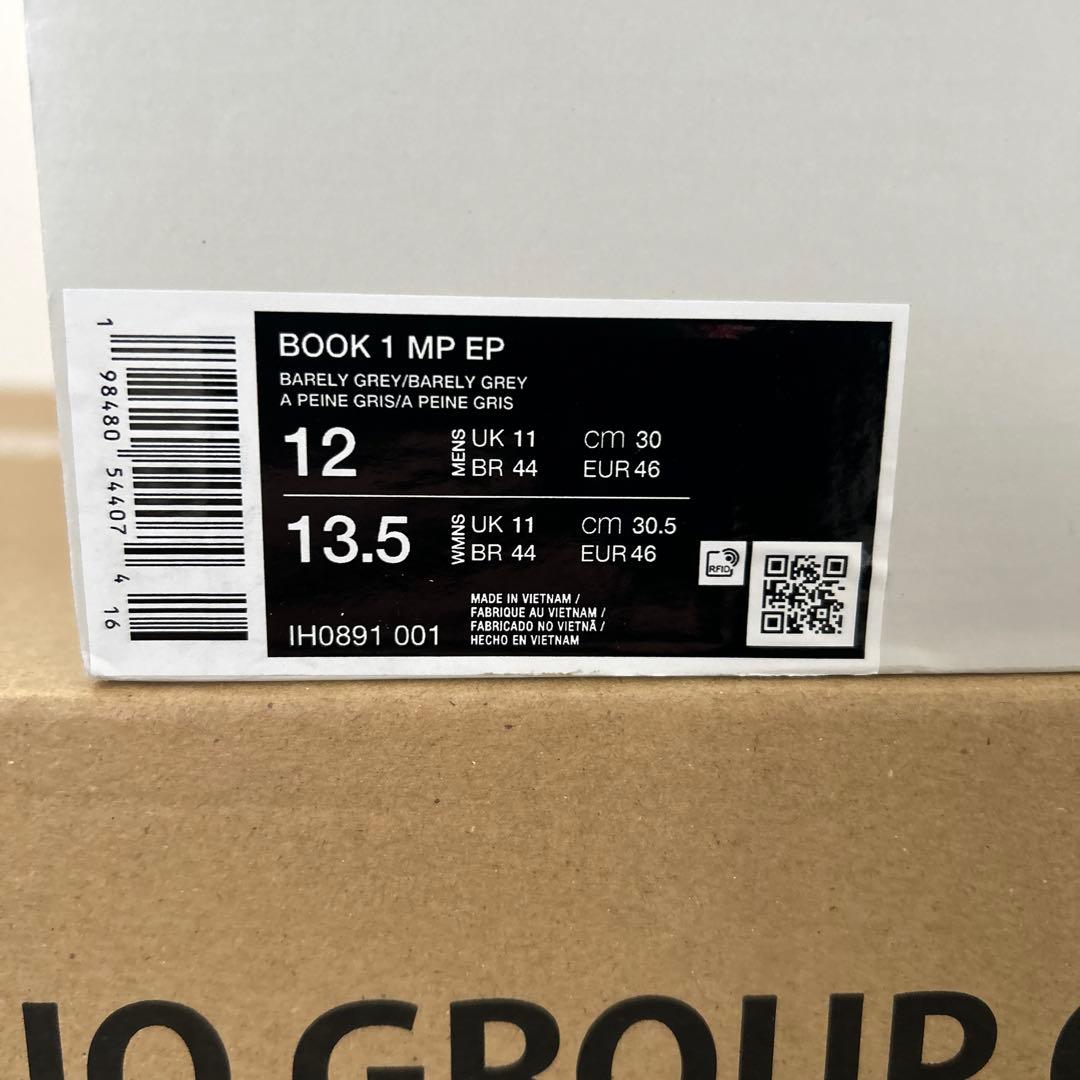 BOOK 1 MP EP
BARELY GREY/BARELY GREY
A PEINE GRIS/A PEINE GRIS
12 MENS UK 11 cm 30
BR 44 EUR 46
13.5 WMNS UK 11 cm 30.5
BR 44 EUR 46
RFID
IH0891 001
MADE IN VIETNAM /
FABRIQUE AU VIETNAM /
FABRICADO NO VIETNÃ /
HECHO EN VIETNAM
1 98480 54407 4 16
GROUP